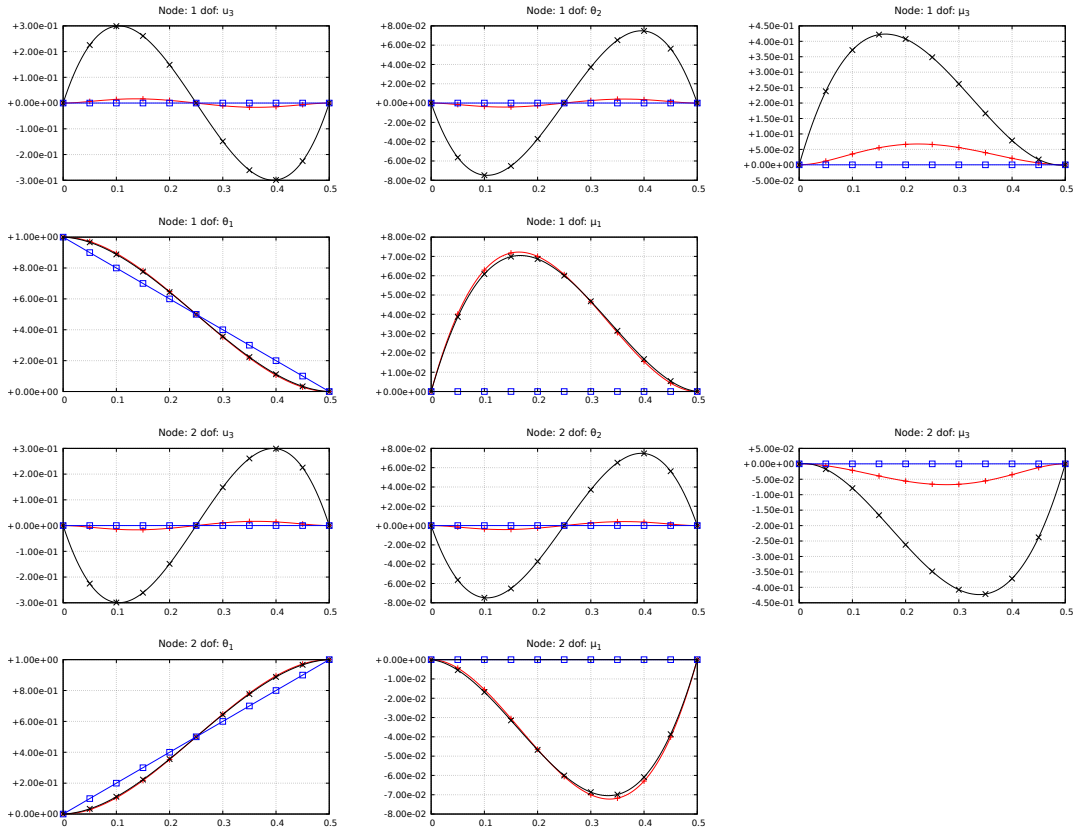 Node: 1 dof: u₃
+3.00e-01
+2.00e-01
+1.00e-01
+0.00e+00
-1.00e-01
-2.00e-01
-3.00e-01
0 0.1 0.2 0.3 0.4 0.5
Node: 1 dof: θ₂
+8.00e-02
+6.00e-02
+4.00e-02
+2.00e-02
+0.00e+00
-2.00e-02
-4.00e-02
-6.00e-02
-8.00e-02
0 0.1 0.2 0.3 0.4 0.5
Node: 1 dof: μ₃
+4.50e-01
+4.00e-01
+3.50e-01
+3.00e-01
+2.50e-01
+2.00e-01
+1.50e-01
+1.00e-01
+5.00e-02
+0.00e+00
-5.00e-02
0 0.1 0.2 0.3 0.4 0.5
Node: 1 dof: θ₁
+1.00e+00
+8.00e-01
+6.00e-01
+4.00e-01
+2.00e-01
+0.00e+00
0 0.1 0.2 0.3 0.4 0.5
Node: 1 dof: μ₁
+8.00e-02
+7.00e-02
+6.00e-02
+5.00e-02
+4.00e-02
+3.00e-02
+2.00e-02
+1.00e-02
+0.00e+00
0 0.1 0.2 0.3 0.4 0.5
Node: 2 dof: u₃
+3.00e-01
+2.00e-01
+1.00e-01
+0.00e+00
-1.00e-01
-2.00e-01
-3.00e-01
0 0.1 0.2 0.3 0.4 0.5
Node: 2 dof: θ₂
+8.00e-02
+6.00e-02
+4.00e-02
+2.00e-02
+0.00e+00
-2.00e-02
-4.00e-02
-6.00e-02
-8.00e-02
0 0.1 0.2 0.3 0.4 0.5
Node: 2 dof: μ₃
+5.00e-02
+0.00e+00
-5.00e-02
-1.00e-01
-1.50e-01
-2.00e-01
-2.50e-01
-3.00e-01
-3.50e-01
-4.00e-01
-4.50e-01
0 0.1 0.2 0.3 0.4 0.5
Node: 2 dof: θ₁
+1.00e+00
+8.00e-01
+6.00e-01
+4.00e-01
+2.00e-01
+0.00e+00
0 0.1 0.2 0.3 0.4 0.5
Node: 2 dof: μ₁
+0.00e+00
-1.00e-02
-2.00e-02
-3.00e-02
-4.00e-02
-5.00e-02
-6.00e-02
-7.00e-02
-8.00e-02
0 0.1 0.2 0.3 0.4 0.5